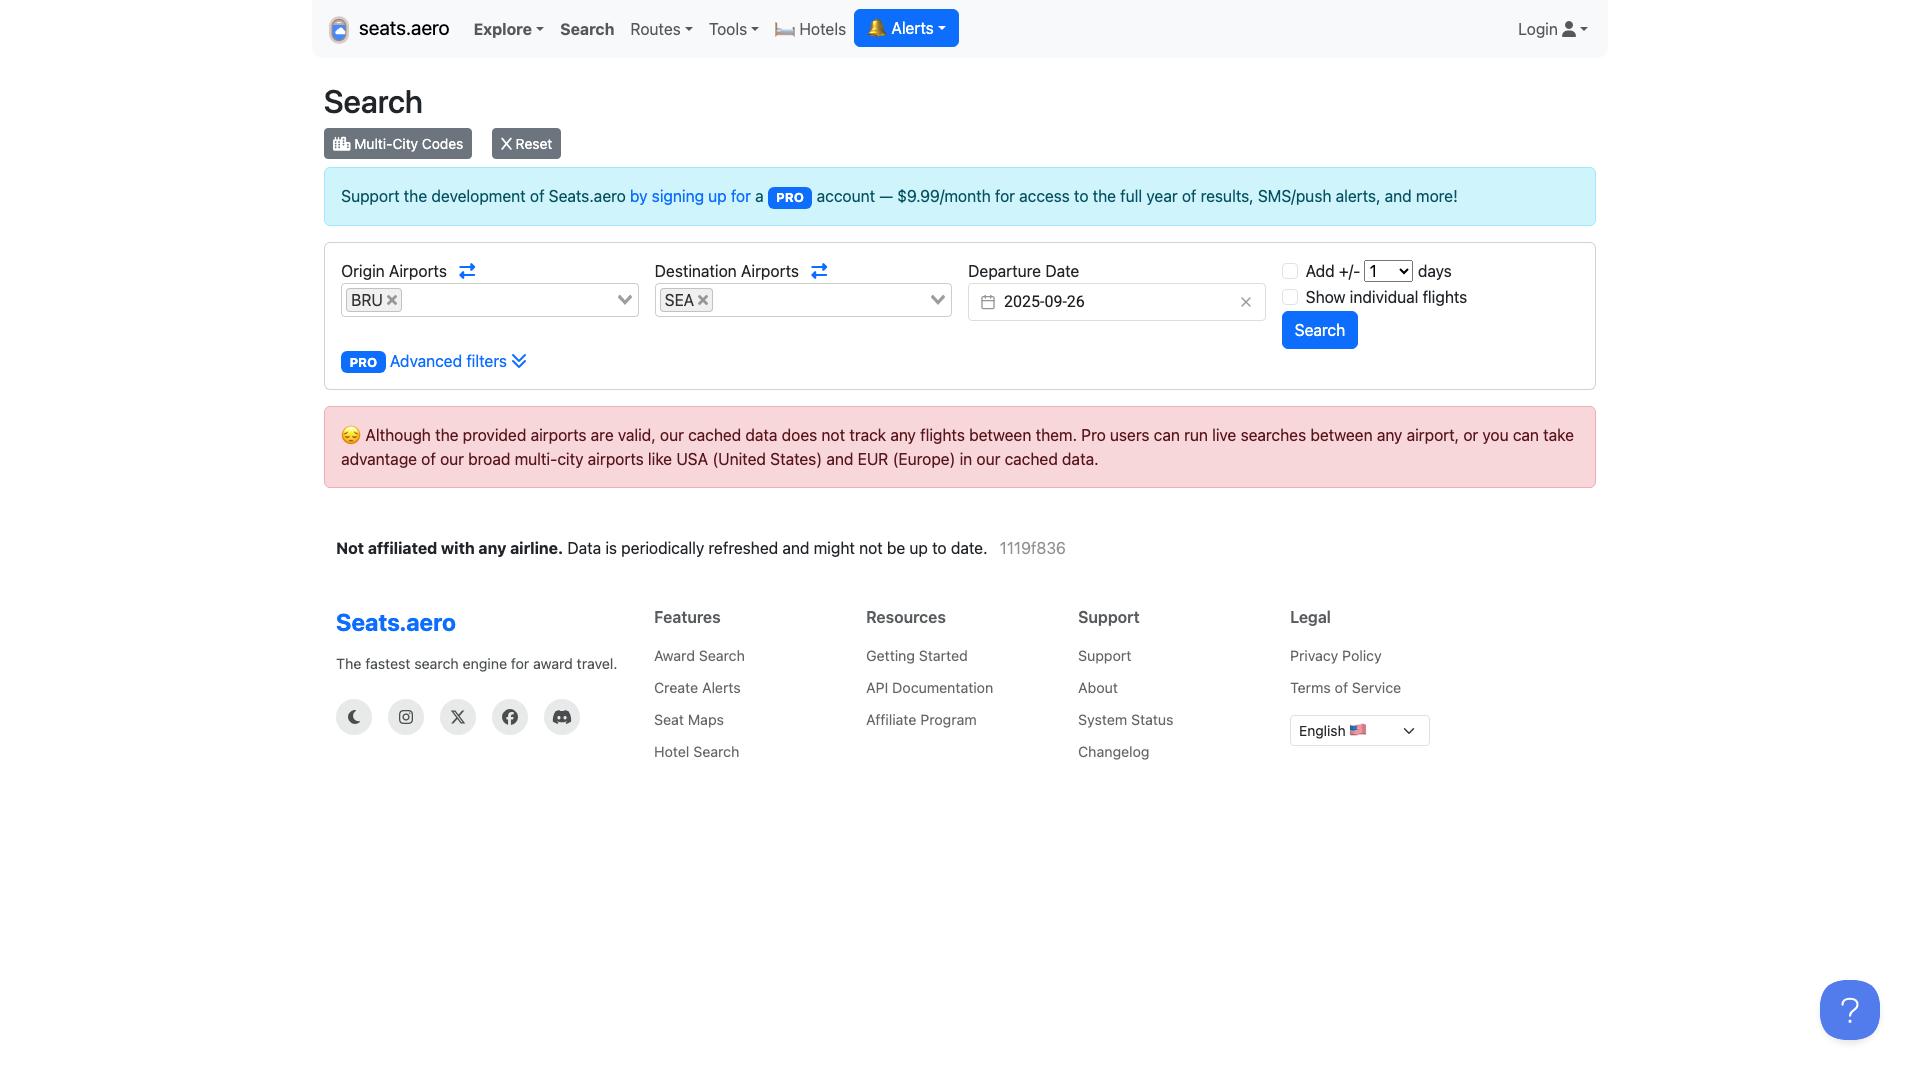 seats.aero Explore Search Routes Tools Hotels Alerts Login
Search
Multi-City Codes Reset
Support the development of Seats.aero by signing up for a PRO account — $9.99/month for access to the full year of results, SMS/push alerts, and more!
Origin Airports Destination Airports Departure Date Add +/- 1 days
BRU SEA 2025-09-26 Show individual flights
Search
PRO Advanced filters
😔 Although the provided airports are valid, our cached data does not track any flights between them. Pro users can run live searches between any airport, or you can take
advantage of our broad multi-city airports like USA (United States) and EUR (Europe) in our cached data.
Not affiliated with any airline. Data is periodically refreshed and might not be up to date. 1119f836
Seats.aero
The fastest search engine for award travel.
Features
Award Search
Create Alerts
Seat Maps
Hotel Search
Resources
Getting Started
API Documentation
Affiliate Program
Support
Support
About
System Status
Changelog
Legal
Privacy Policy
Terms of Service
English 🇺🇸
?